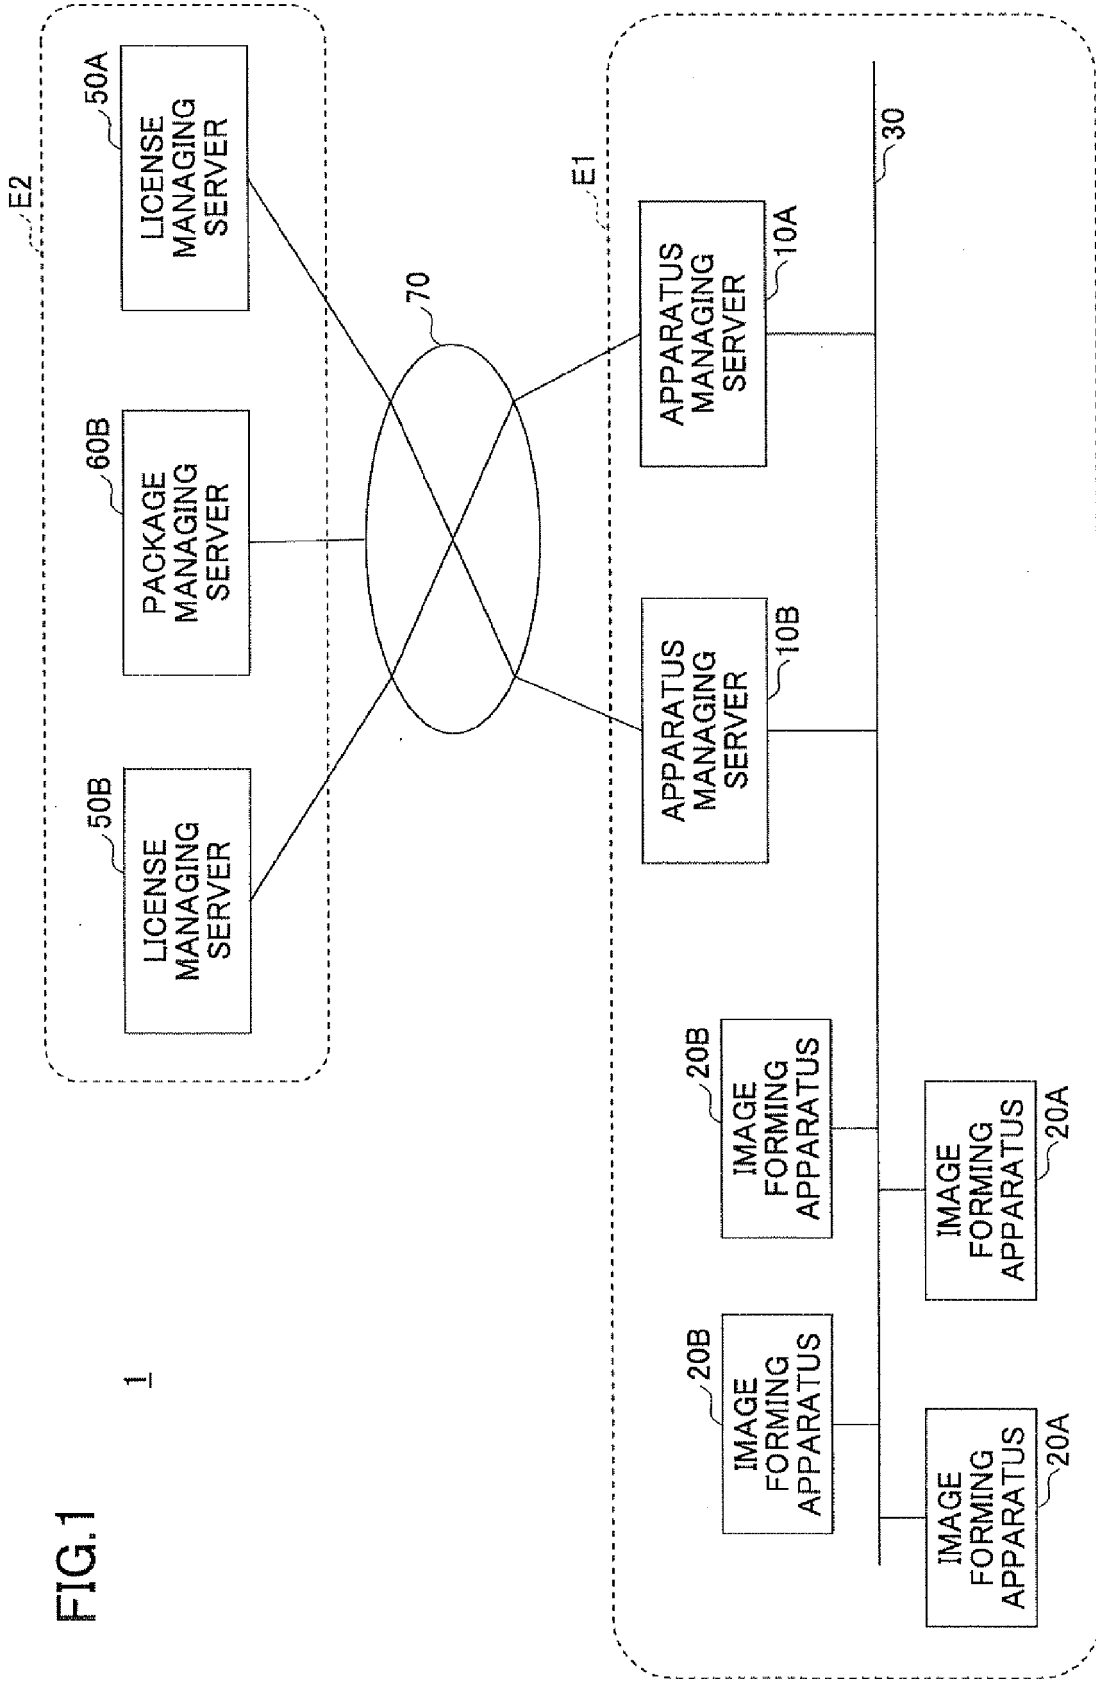 FIG.1
1
E2
50B
LICENSE
MANAGING
SERVER
60B
PACKAGE
MANAGING
SERVER
50A
LICENSE
MANAGING
SERVER
70
E1
20B
IMAGE
FORMING
APPARATUS
20B
IMAGE
FORMING
APPARATUS
APPARATUS
MANAGING
SERVER
10B
APPARATUS
MANAGING
SERVER
10A
30
IMAGE
FORMING
APPARATUS
20A
IMAGE
FORMING
APPARATUS
20A